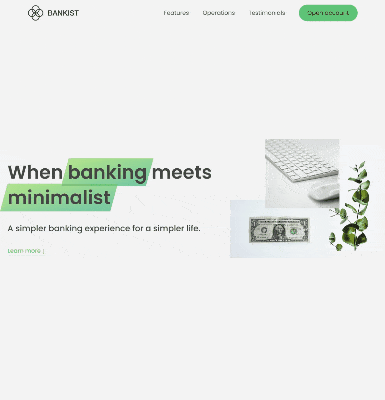 BANKIST
Features Operations Testimonials Open account
When banking meets
minimalist
A simpler banking experience for a simpler life.
Learn more ↓